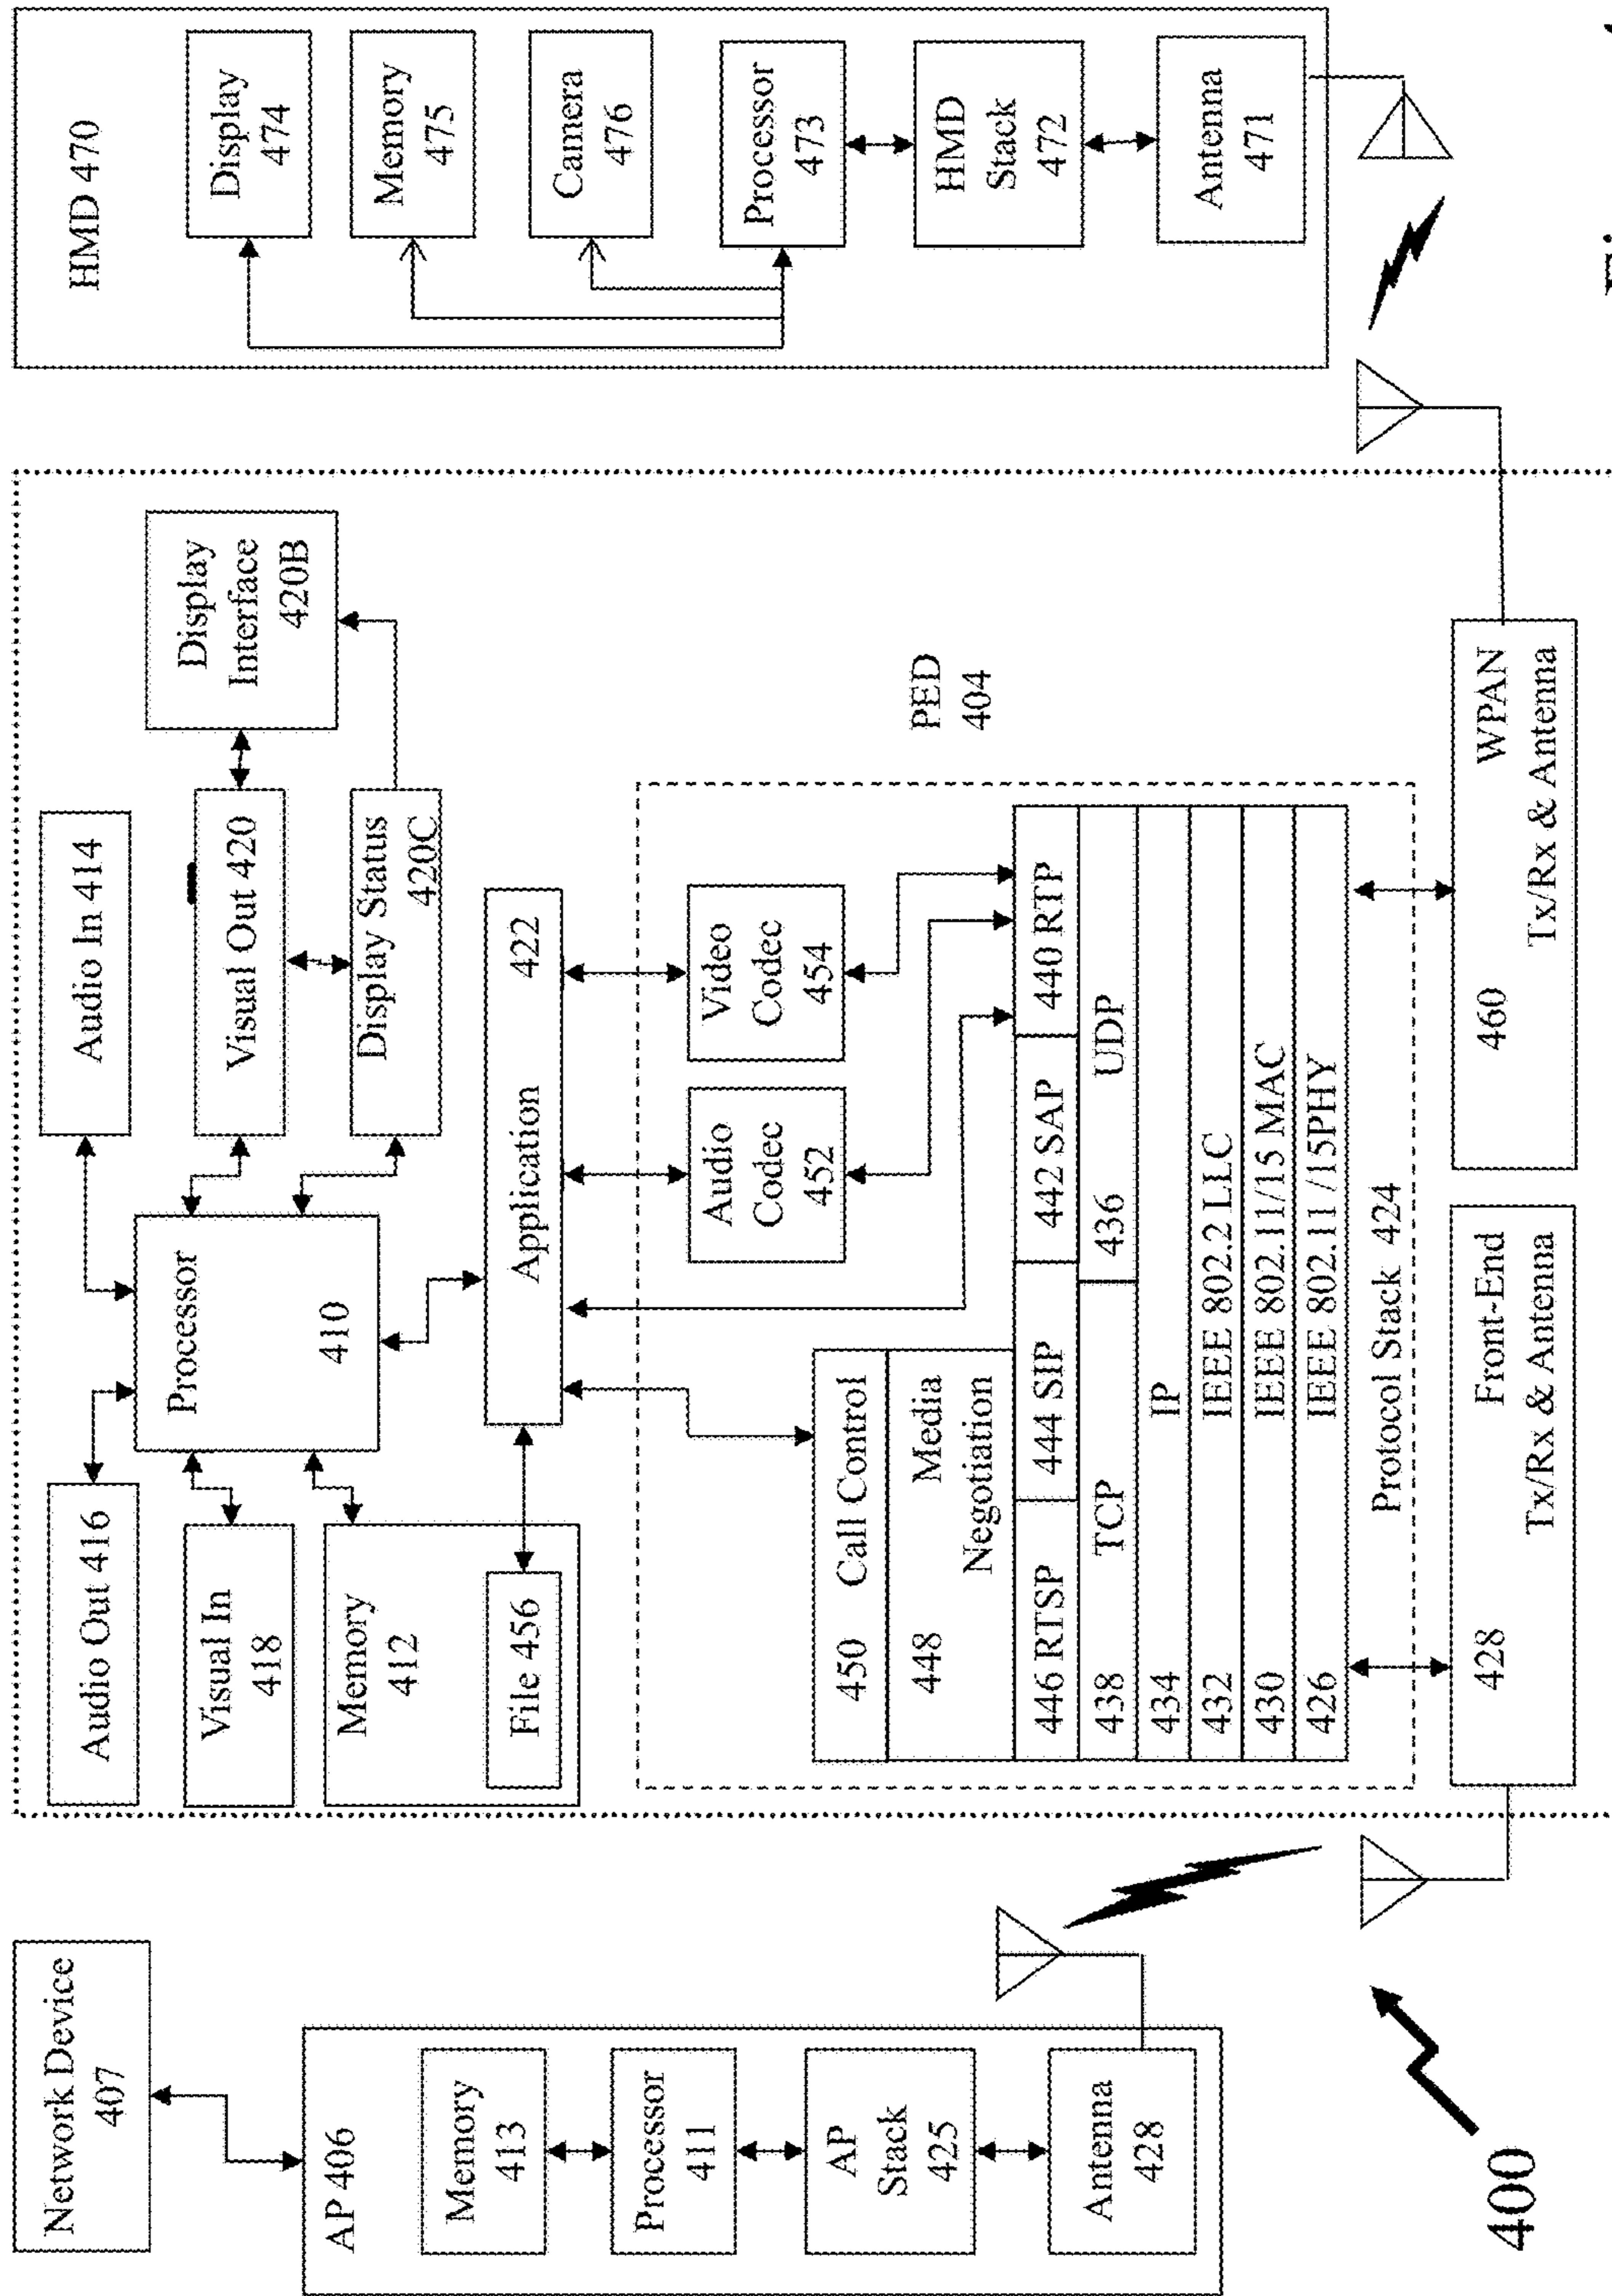 Network Device
407
AP 406
Memory
413
Processor
411
AP
Stack
425
Antenna
428
400
Audio Out 416
Visual In
418
Memory
412
File 456
Processor
410
Audio In 414
Visual Out 420
Display Status
420C
Display
Interface
420B
Application 422
PED
404
Audio
Codec
452
Video
Codec
454
450 Call Control
448 Media
Negotiation
446 RTSP
444 SIP
442 SAP
440 RTP
438 TCP
436 UDP
434 IP
432 IEEE 802.2 LLC
430 IEEE 802.11/15 MAC
426 IEEE 802.11 /15PHY
Protocol Stack 424
428 Front-End
Tx/Rx & Antenna
460 WPAN
Tx/Rx & Antenna
HMD 470
Display
474
Memory
475
Camera
476
Processor
473
HMD
Stack
472
Antenna
471